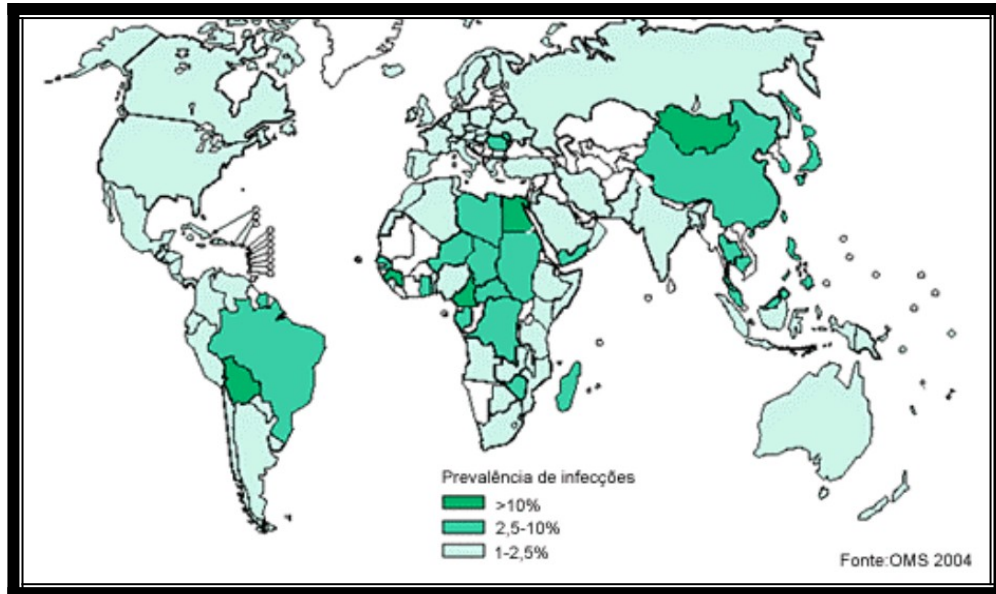 Prevalência de infecções
>10%
2,5-10%
1-2,5%
Fonte:OMS 2004